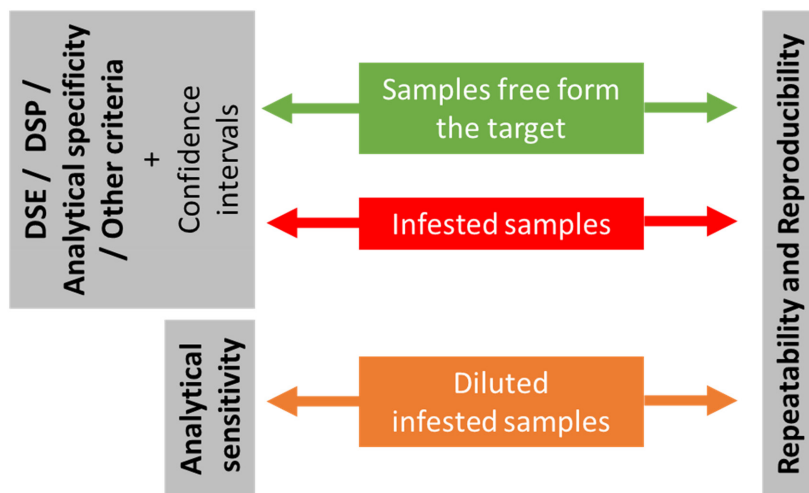 DSE / DSP /
Analytical specificity
/ Other criteria
+
Confidence
intervals
Samples free form
the target
Infested samples
Analytical
sensitivity
Diluted
infested samples
Repeatability and Reproducibility